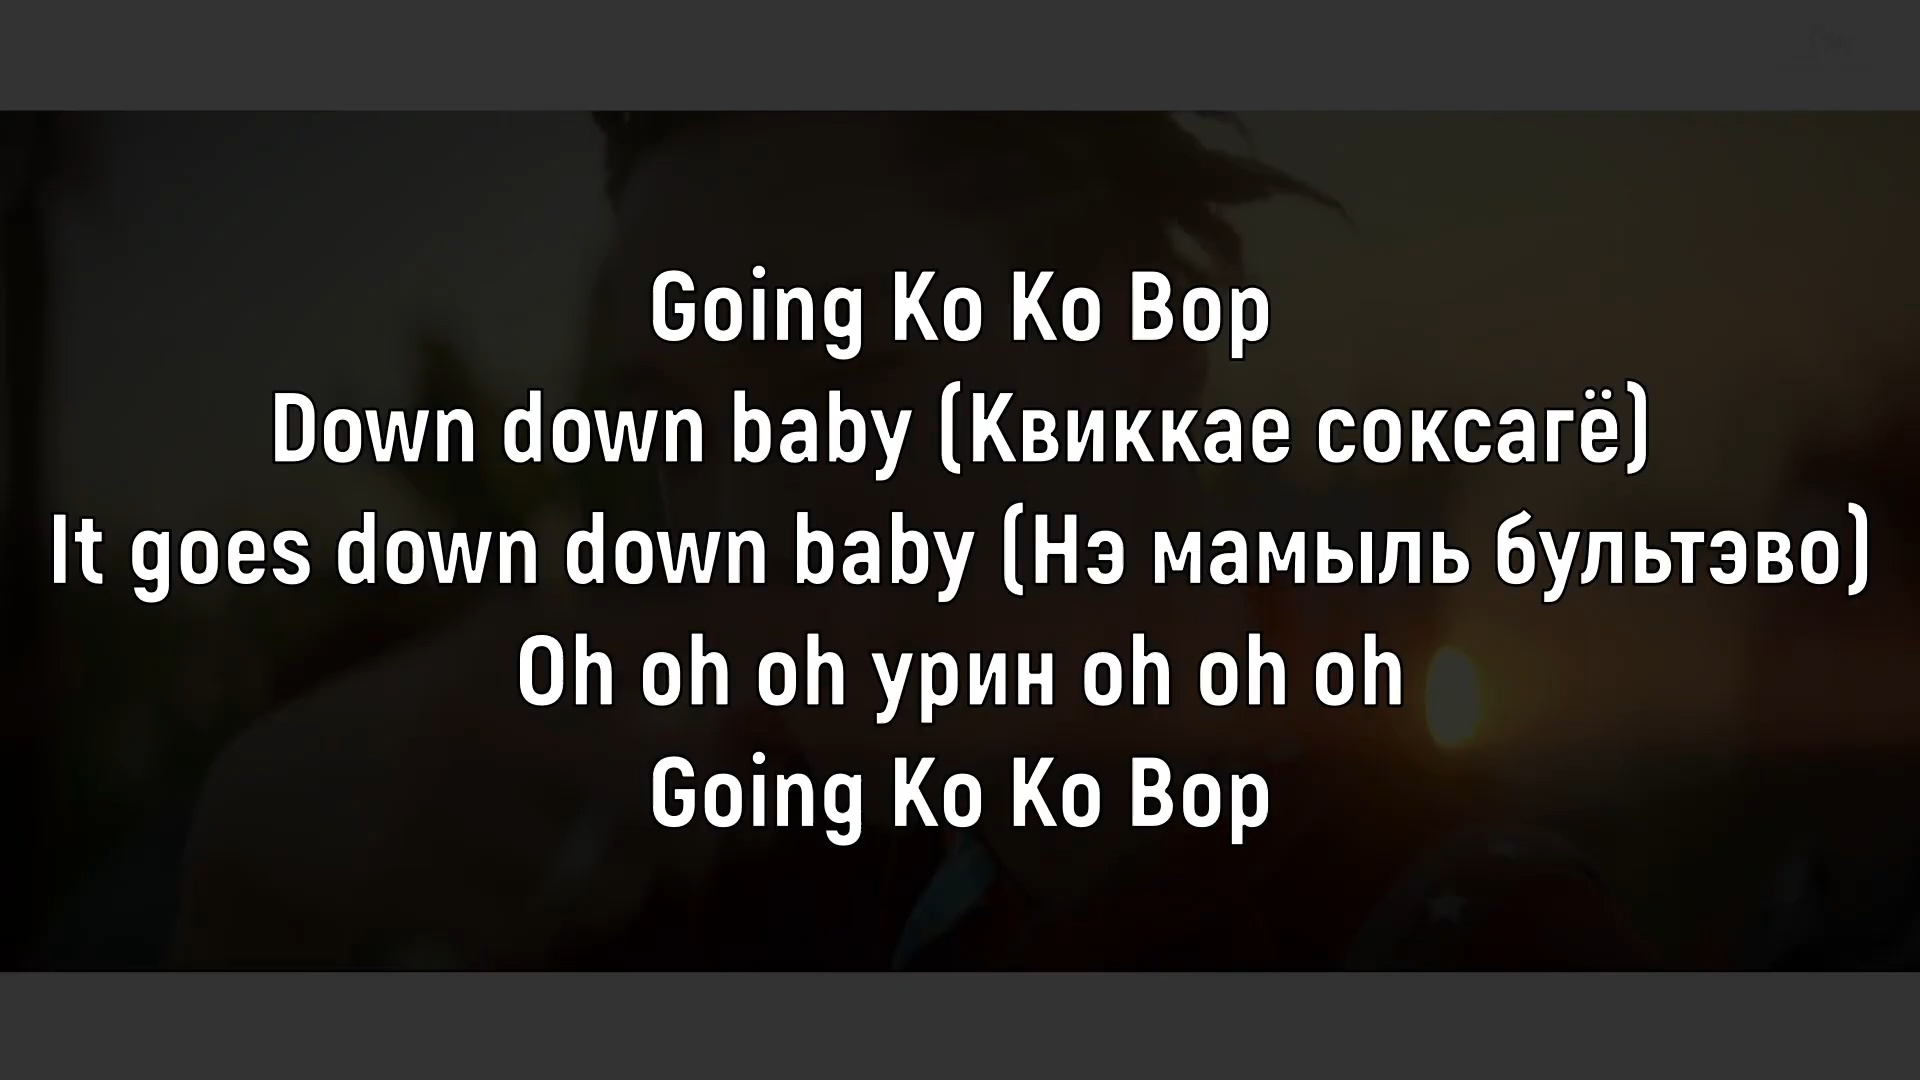 Going Ko Ko Bop
Down down baby (Квиккае соксагё)
It goes down down baby (Нэ мамыль бультэво)
Oh oh oh урин oh oh oh
Going Ko Ko Bop